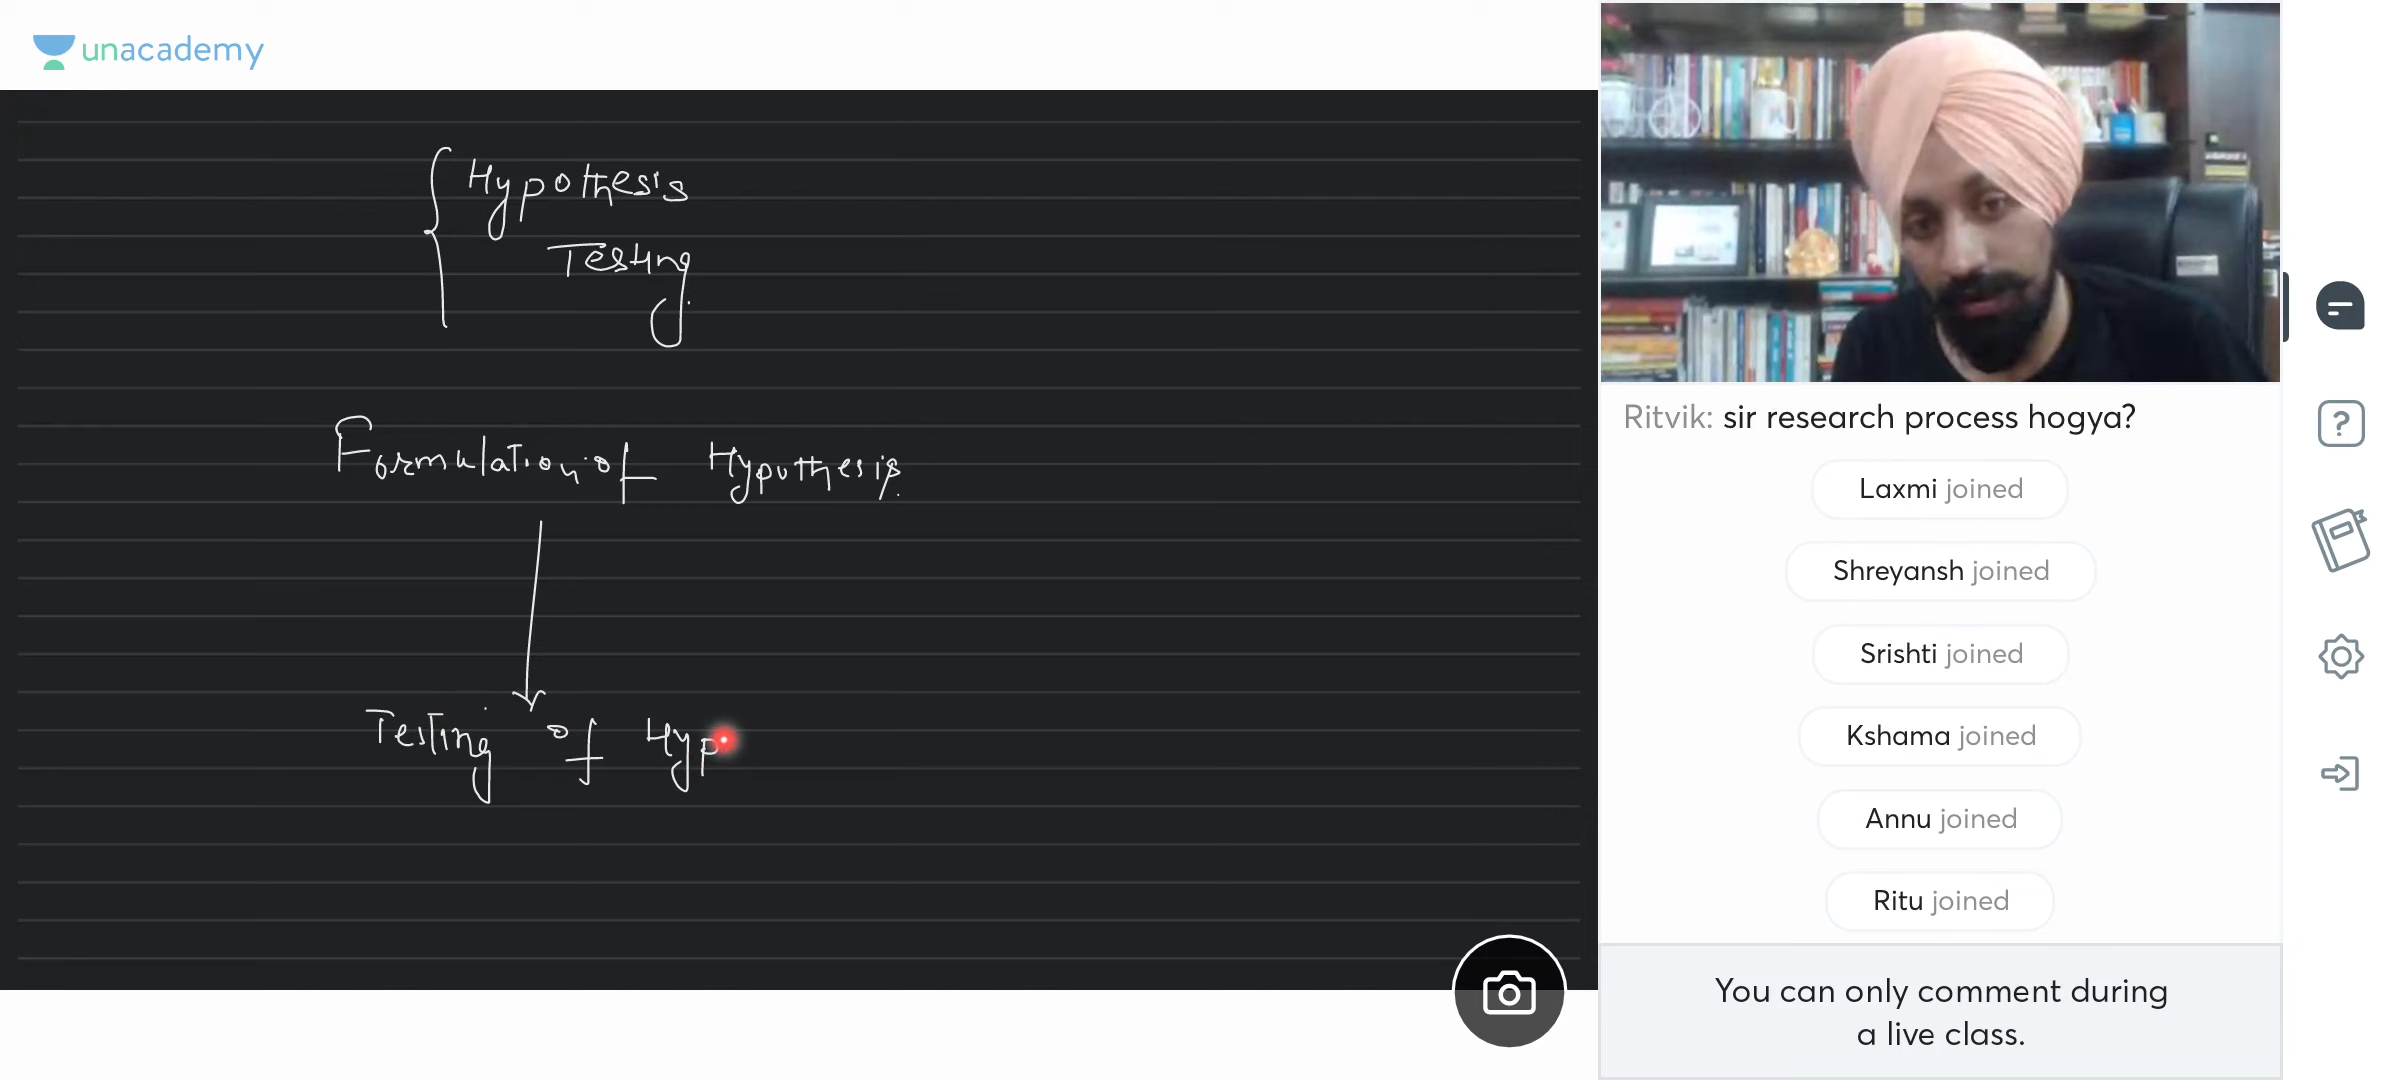 unacademy
Hypothesis
Testing
Formulation of Hypothesis.
Testing of Hyp
Ritvik: sir research process hogya?
Laxmi joined
Shreyansh joined
Srishti joined
Kshama joined
Annu joined
Ritu joined
You can only comment during
a live class.